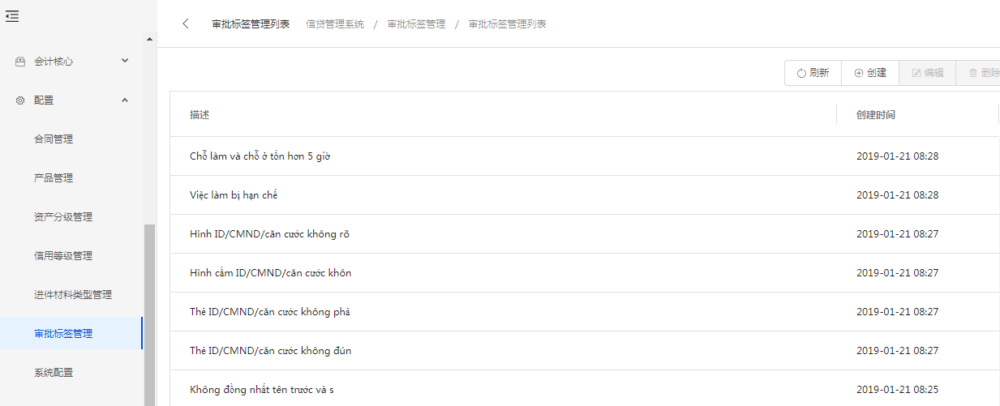 审批标签管理列表 信贷管理系统 / 审批标签管理 / 审批标签管理列表
会计核心
配置
合同管理
产品管理
资产分级管理
信用等级管理
进件材料类型管理
审批标签管理
系统配置
刷新 创建 编辑 删除
描述 创建时间
Chỗ làm và chỗ ở tốn hơn 5 giờ 2019-01-21 08:28
Việc làm bị hạn chế 2019-01-21 08:28
Hình ID/CMND/căn cước không rõ 2019-01-21 08:27
Hình cầm ID/CMND/căn cước khôn 2019-01-21 08:27
Thẻ ID/CMND/căn cước không phả 2019-01-21 08:27
Thẻ ID/CMND/căn cước không đún 2019-01-21 08:27
Không đồng nhất tên trước và s 2019-01-21 08:25